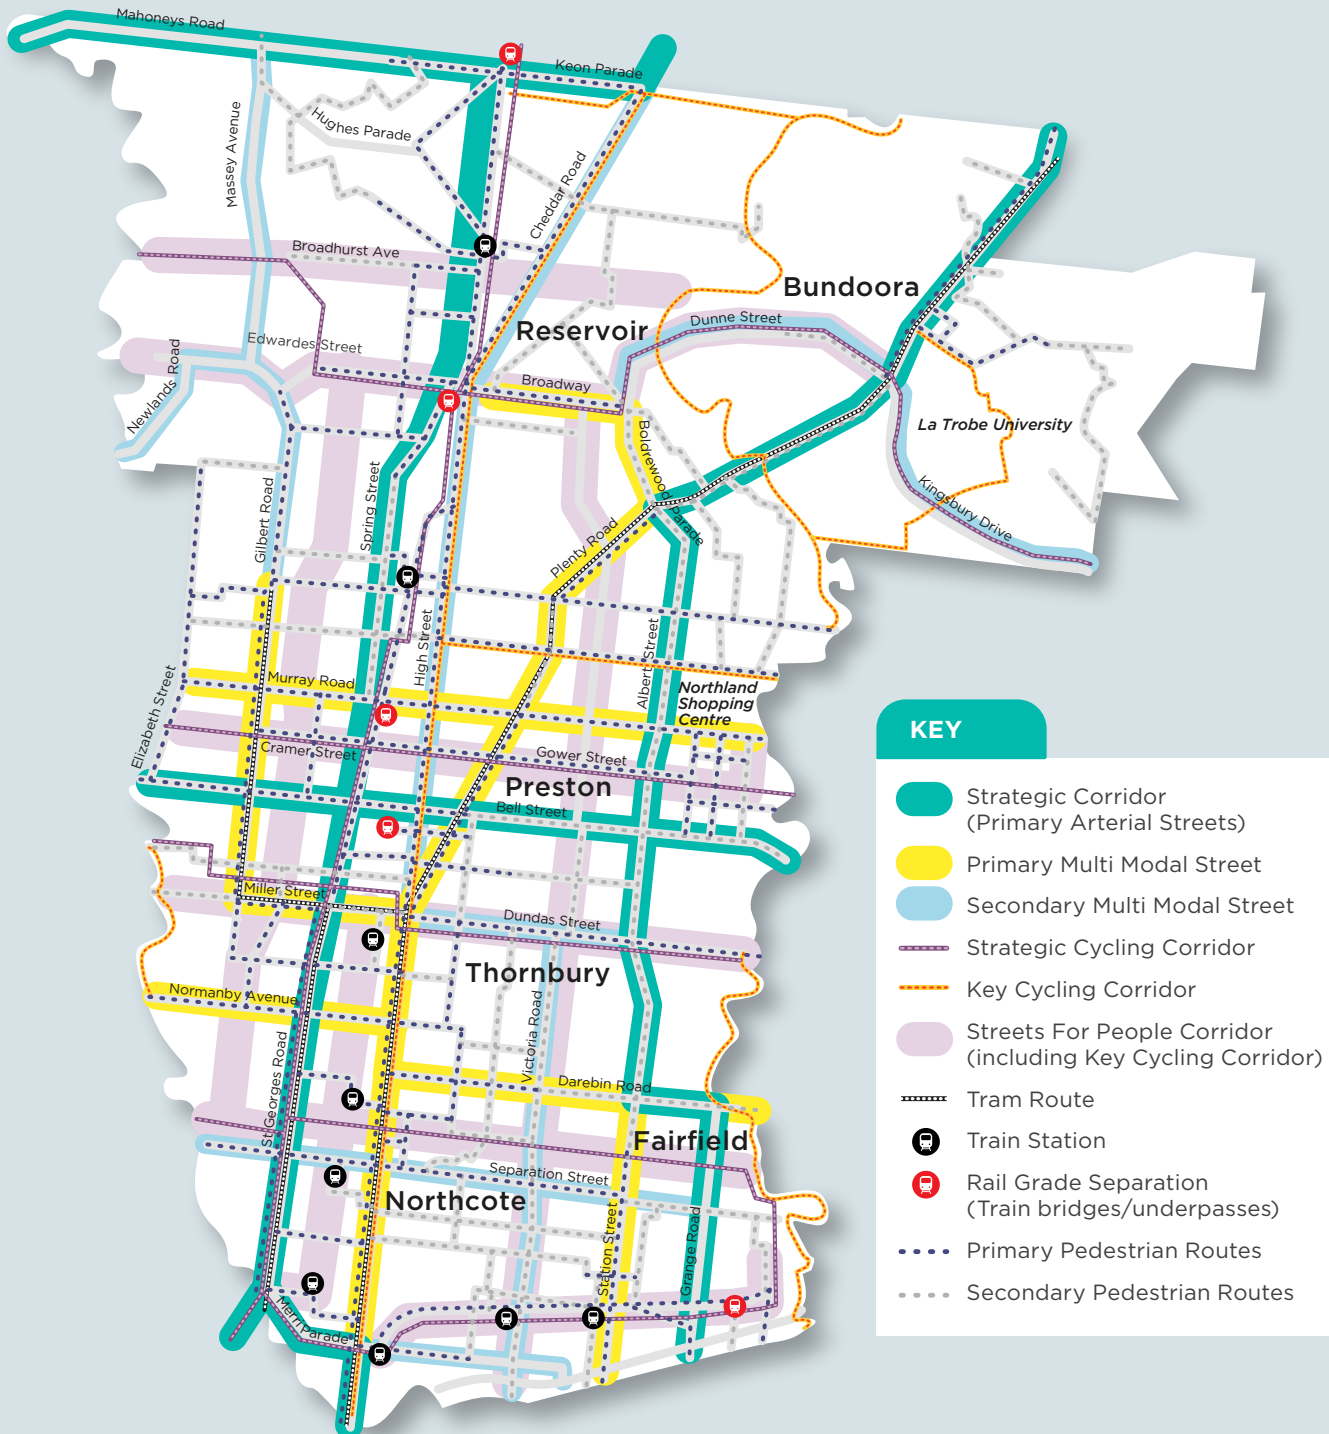 Mahoneys Road
Keon Parade
Massey Avenue
Hughes Parade
Cheddar Road
Broadhurst Ave
Bundoora
Reservoir
Dunne Street
Edwardes Street
Newlands Road
Broadway
La Trobe University
Boldrewood Parade
Kingsbury Drive
Gilbert Road
Spring Street
Plenty Road
High Street
Albert Street
Elizabeth Street
Murray Road
Northland
Shopping
Centre
Cramer Street
Gower Street
Preston
Bell Street
Miller Street
Dundas Street
Thornbury
Normanby Avenue
Victoria Road
St Georges Road
Darebin Road
Fairfield
Separation Street
Northcote
Station Street
Grange Road
Merri Parade
KEY
Strategic Corridor
(Primary Arterial Streets)
Primary Multi Modal Street
Secondary Multi Modal Street
Strategic Cycling Corridor
Key Cycling Corridor
Streets For People Corridor
(including Key Cycling Corridor)
Tram Route
Train Station
Rail Grade Separation
(Train bridges/underpasses)
Primary Pedestrian Routes
Secondary Pedestrian Routes